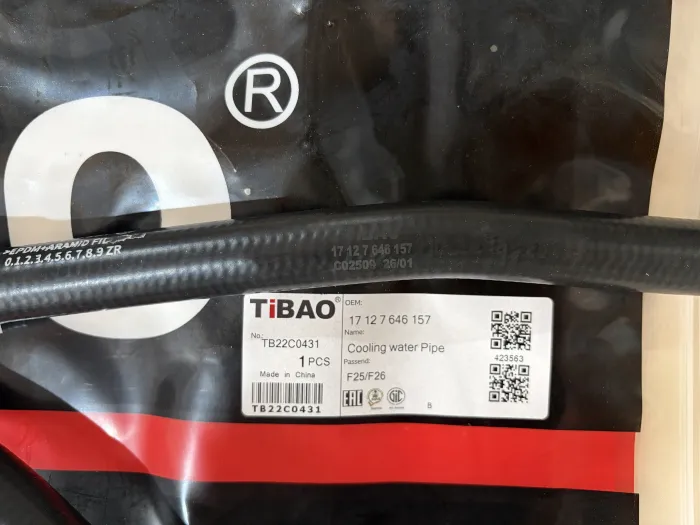 O®
>EPDM+ARAMID
0.1.2.3.4.5.6.7.8.9 ZR
17 12 7 646 157
C02509 26/01
TiBAO®
No.:
TB22C0431
1 PCS
Made in China
TB22C0431
OEM:
17 12 7 646 157
Name:
Cooling water Pipe
Passend:
F25/F26
EAC
8
423563